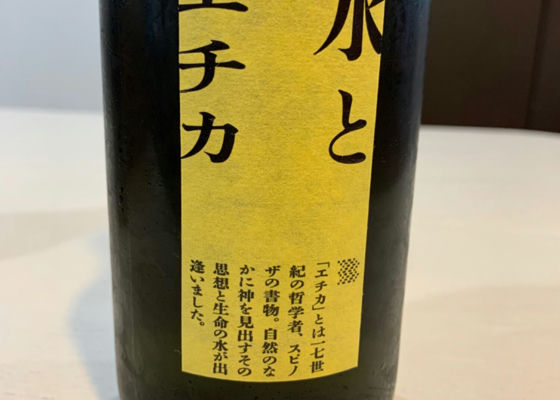 水と
エチカ
「エチカ」とは一七世
紀の哲学者、スピノ
ザの書物。自然のな
かに神を見出すその
思想と生命の水が出
逢いました。